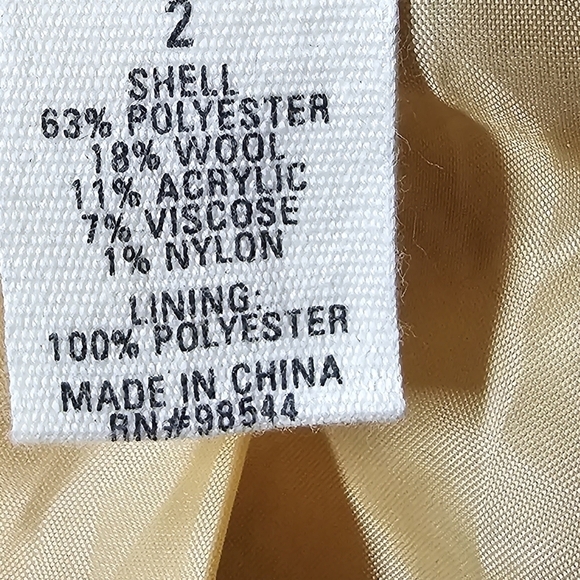 2
SHELL
63% POLYESTER
18% WOOL
11% ACRYLIC
7% VISCOSE
1% NYLON
LINING:
100% POLYESTER
MADE IN CHINA
RN#98544